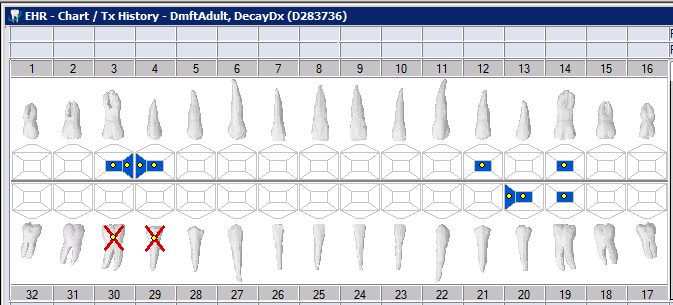 EHR - Chart / Tx History - DmftAdult, DecayDx (D283736)
1 2 3 4 5 6 7 8 9 10 11 12 13 14 15 16
32 31 30 29 28 27 26 25 24 23 22 21 20 19 18 17